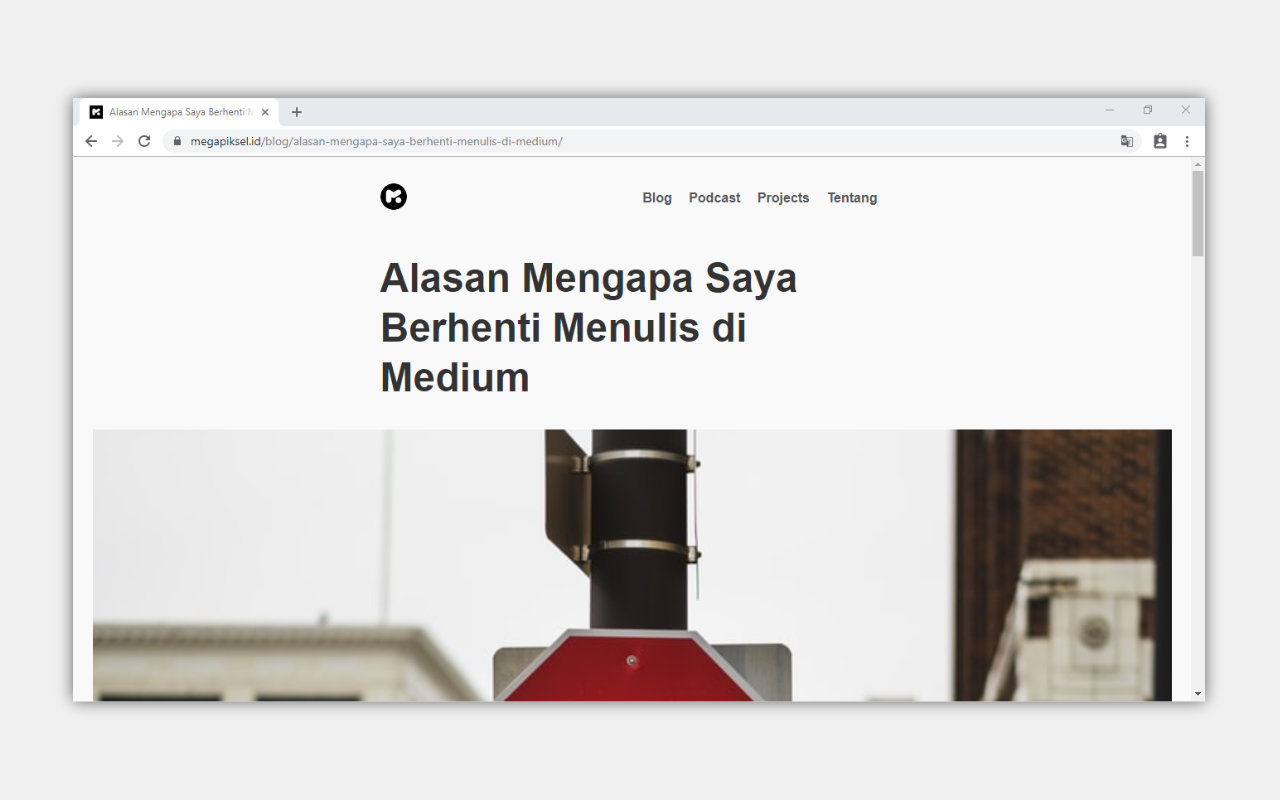 Alasan Mengapa Saya Berhenti M
megapiksel.id/blog/alasan-mengapa-saya-berhenti-menulis-di-medium/
Blog Podcast Projects Tentang
Alasan Mengapa Saya
Berhenti Menulis di
Medium